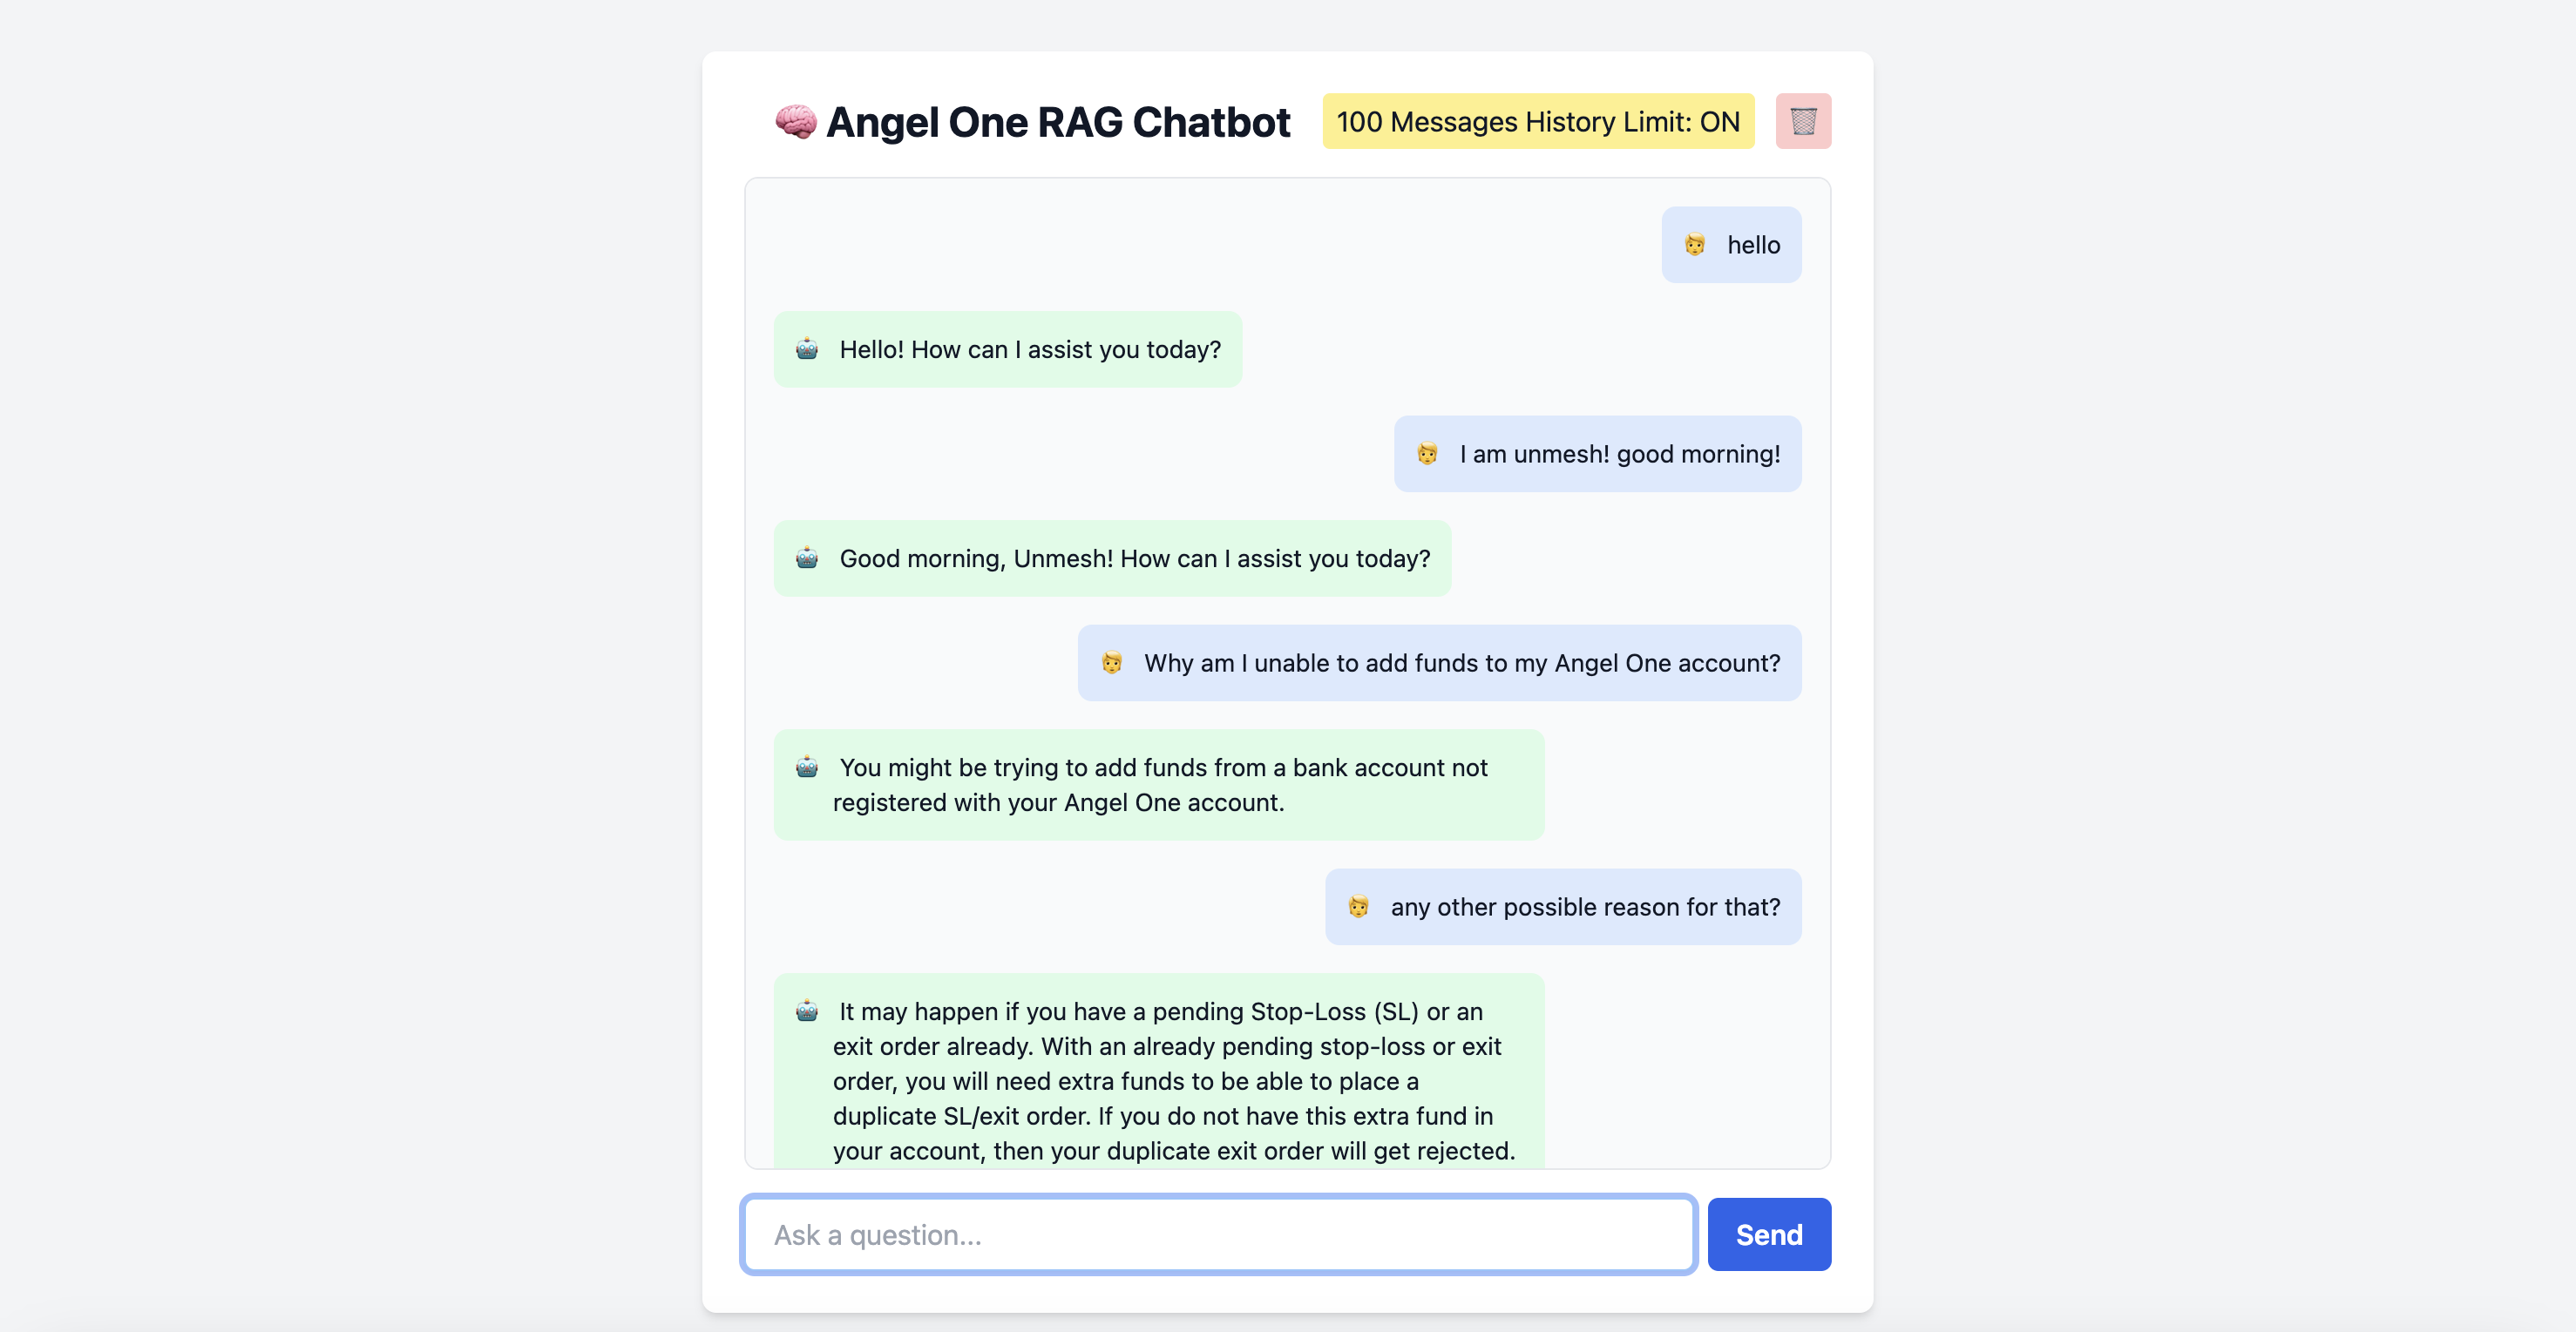 Angel One RAG Chatbot
100 Messages History Limit: ON
hello
Hello! How can I assist you today?
I am unmesh! good morning!
Good morning, Unmesh! How can I assist you today?
Why am I unable to add funds to my Angel One account?
You might be trying to add funds from a bank account not
registered with your Angel One account.
any other possible reason for that?
It may happen if you have a pending Stop-Loss (SL) or an
exit order already. With an already pending stop-loss or exit
order, you will need extra funds to be able to place a
duplicate SL/exit order. If you do not have this extra fund in
your account, then your duplicate exit order will get rejected.
Ask a question...
Send